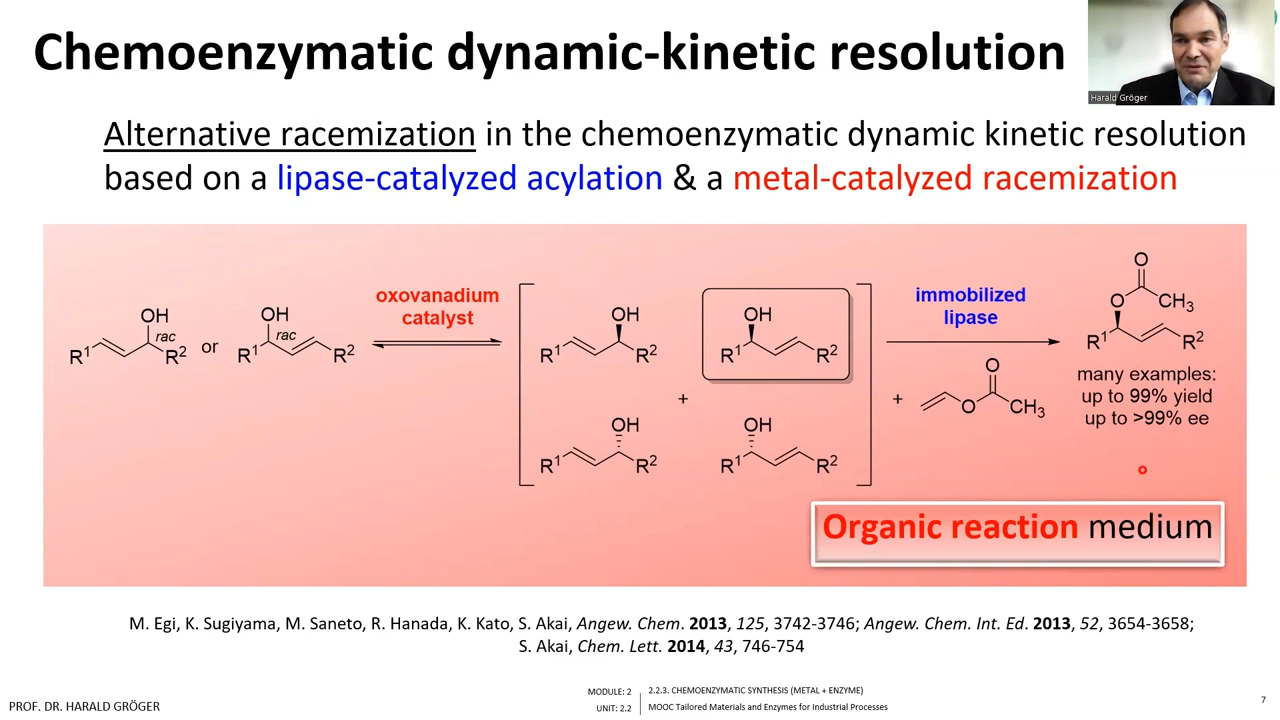 Chemoenzymatic dynamic-kinetic resolution
Harald Gröger
Alternative racemization in the chemoenzymatic dynamic kinetic resolution
based on a lipase-catalyzed acylation & a metal-catalyzed racemization
OH
rac
R1
R2
or
OH
rac
R1
R2
oxovanadium
catalyst
OH
R1
R2
OH
R1
R2
+
OH
R1
R2
OH
R1
R2
immobilized
lipase
+
O
O
CH3
O
O
CH3
R1
R2
many examples:
up to 99% yield
up to >99% ee
Organic reaction medium
M. Egi, K. Sugiyama, M. Saneto, R. Hanada, K. Kato, S. Akai, Angew. Chem. 2013, 125, 3742-3746; Angew. Chem. Int. Ed. 2013, 52, 3654-3658;
S. Akai, Chem. Lett. 2014, 43, 746-754
PROF. DR. HARALD GRÖGER
MODULE: 2
UNIT: 2.2
2.2.3. CHEMOENZYMATIC SYNTHESIS (METAL + ENZYME)
MOOC Tailored Materials and Enzymes for Industrial Processes
7